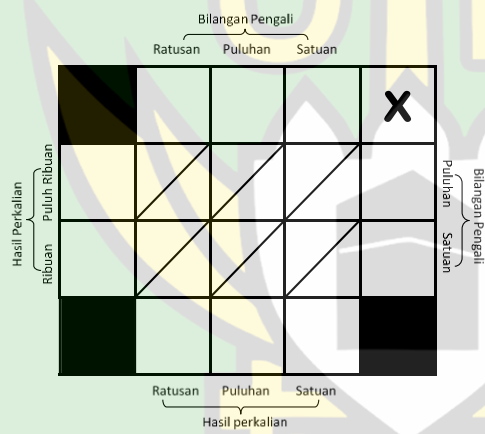 Bilangan Pengali
Ratusan Puluhan Satuan
X
Hasil Perkalian
Puluh Ribuan
Ribuan
Puluhan
Satuan
Bilangan Pengali
Ratusan Puluhan Satuan
Hasil perkalian